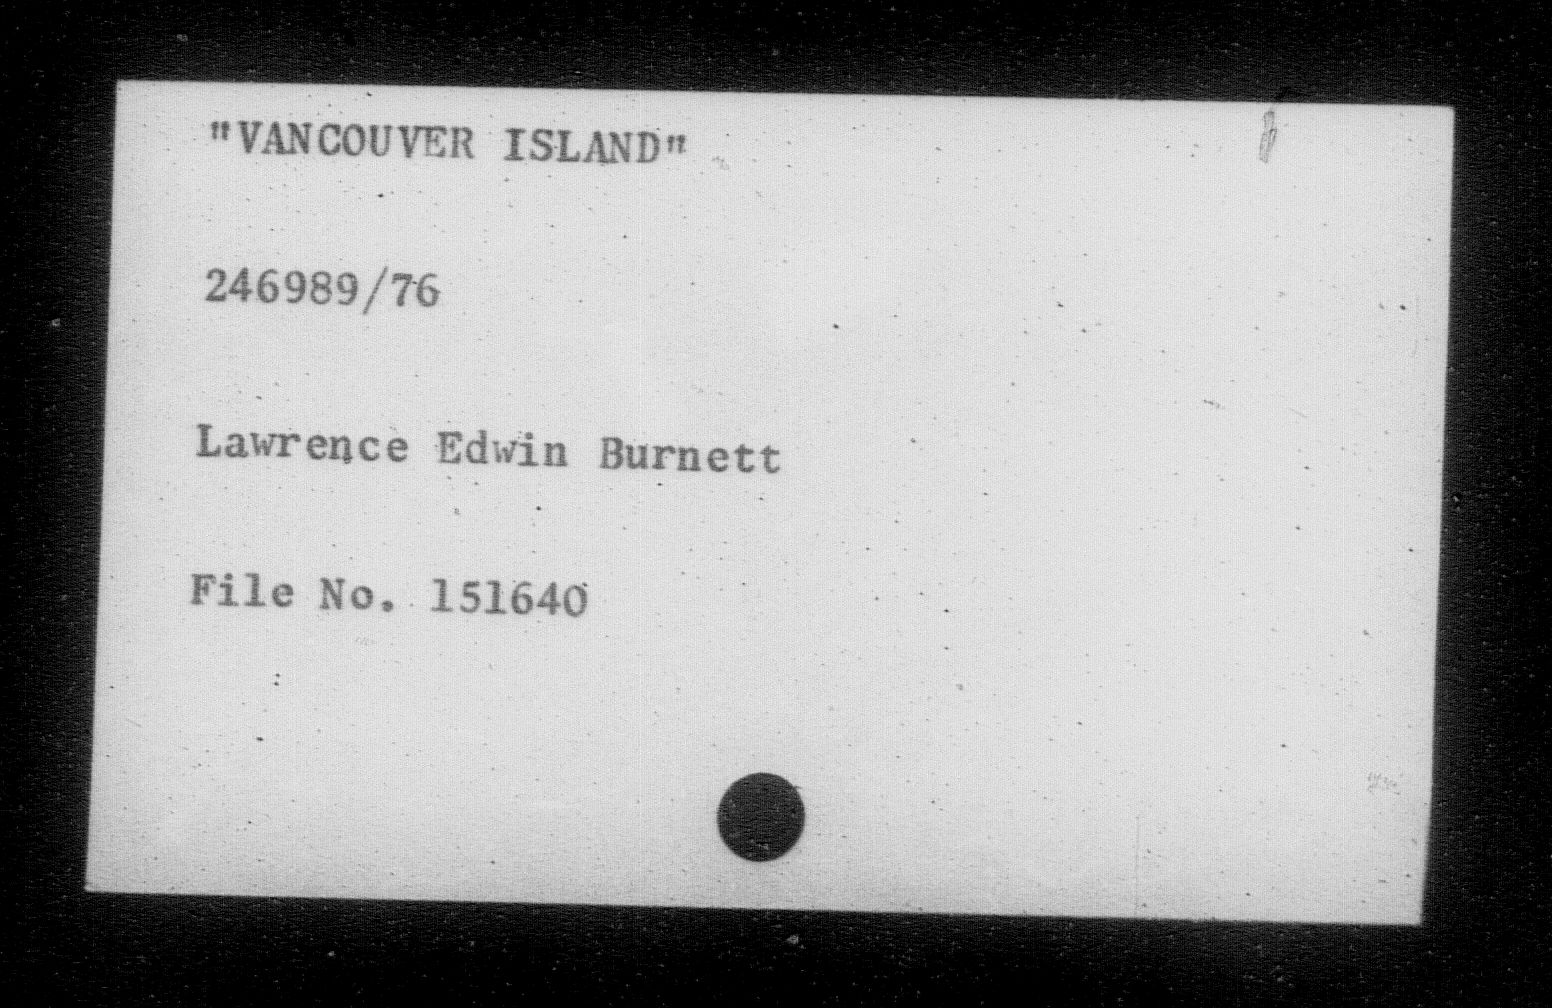 "VANCOUVER ISLAND"
246989/76
Lawrence Edwin Burnett
File No. 151640